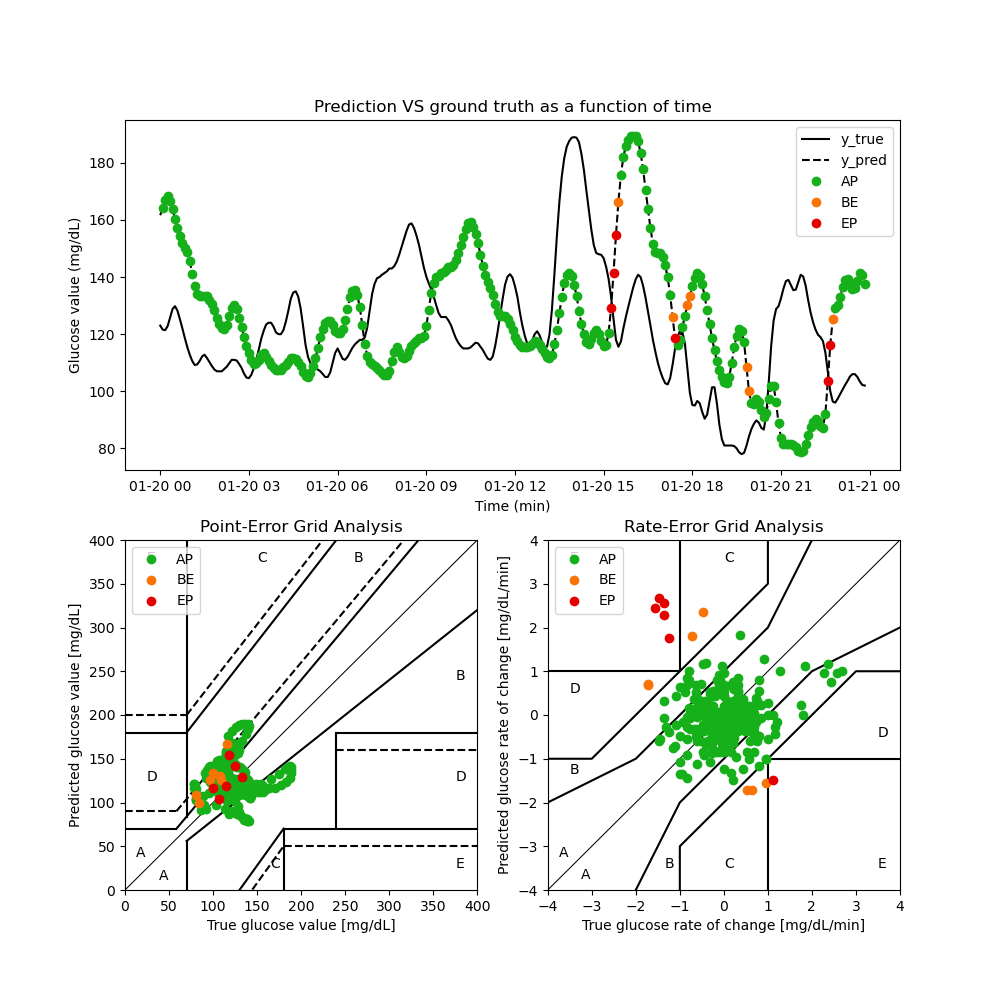 Prediction VS ground truth as a function of time
Glucose value (mg/dL)
180
160
140
120
100
80
y_true
y_pred
AP
BE
EP
01-20 00 01-20 03 01-20 06 01-20 09 01-20 12 01-20 15 01-20 18 01-20 21 01-21 00
Time (min)
Point-Error Grid Analysis
Predicted glucose value [mg/dL]
400
350
300
250
200
150
100
50
0
AP
BE
EP
C
B
B
D
D
A
A
C
E
0 50 100 150 200 250 300 350 400
True glucose value [mg/dL]
Rate-Error Grid Analysis
Predicted glucose rate of change [mg/dL/min]
4
3
2
1
0
−1
−2
−3
−4
AP
BE
EP
C
D
D
B
A
A
B
C
E
−4 −3 −2 −1 0 1 2 3 4
True glucose rate of change [mg/dL/min]